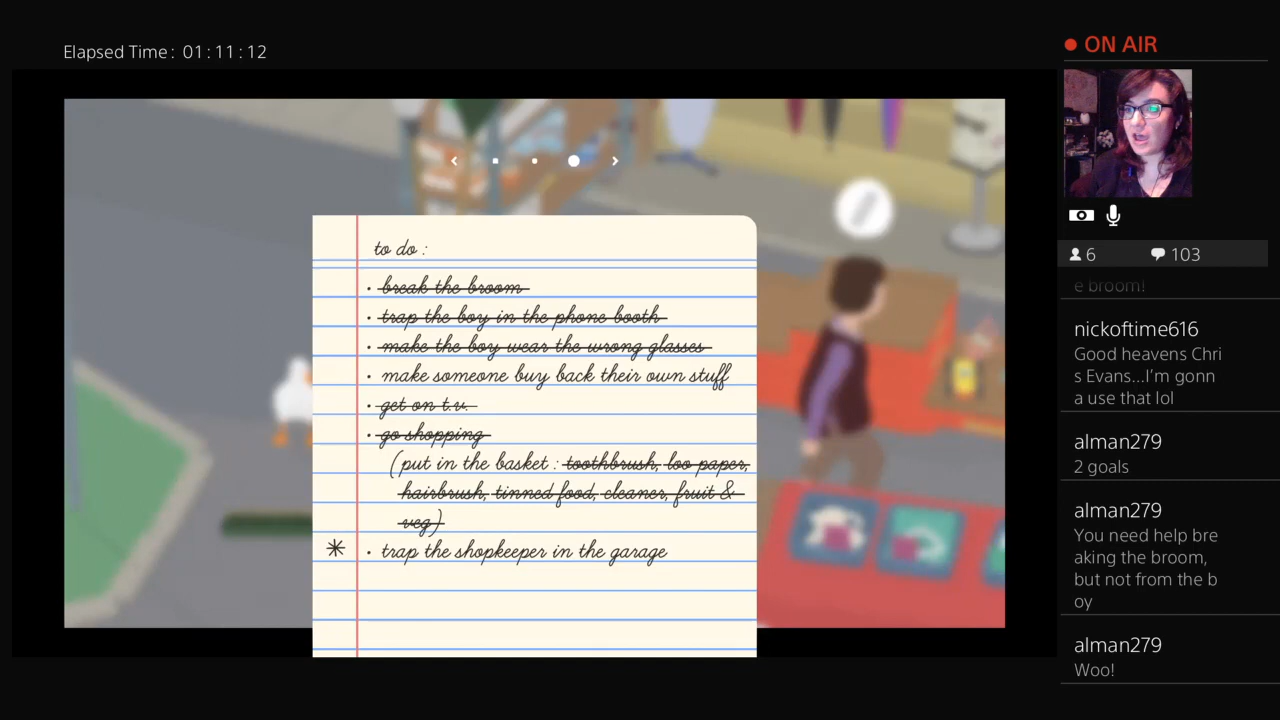 Elapsed Time: 01:11:12
ON AIR
6 103
to do :
· break the broom
· trap the boy in the phone booth
· make the boy wear the wrong glasses
· make someone buy back their own stuff
· get on t.v.
· go shopping
(put in the basket : toothbrush, loo paper,
hairbrush, tinned food, cleaner, fruit &
veg)
· trap the shopkeeper in the garage
e broom!
nickoftime616
Good heavens Chri
s Evans...I'm gonn
a use that lol
alman279
2 goals
alman279
You need help bre
aking the broom,
but not from the b
oy
alman279
Woo!